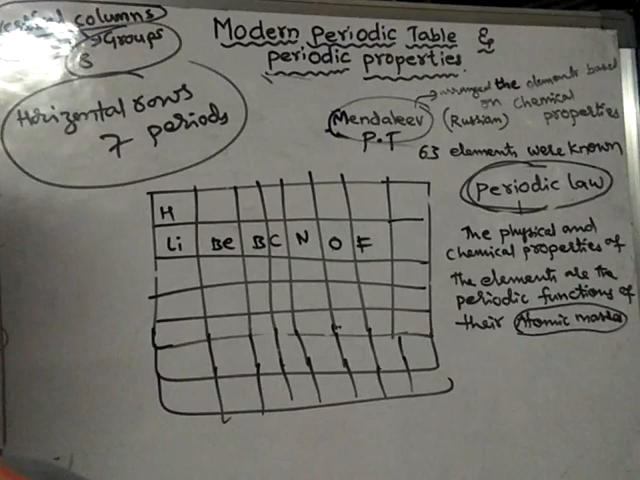 columns
Groups
8
Horizontal rows
7 periods
Modern Periodic Table &
periodic properties.
Mendaleev
P.T
(Russian)
arranged the elements based
on chemical
properties
63 elements were known
Periodic law
The physical and
chemical properties of
The elements are the
periodic functions of
their Atomic masses
H
Li Be B C N O F